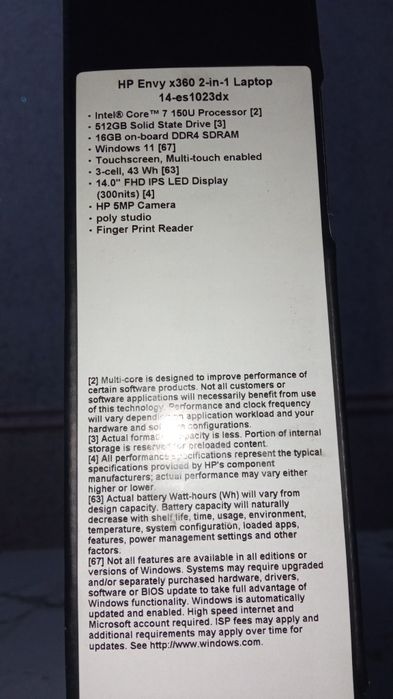 HP Envy x360 2-in-1 Laptop
14-es1023dx
• Intel® Core™ 7 150U Processor [2]
• 512GB Solid State Drive [3]
• 16GB on-board DDR4 SDRAM
• Windows 11 [67]
• Touchscreen, Multi-touch enabled
• 3-cell, 43 Wh [63]
• 14.0" FHD IPS LED Display
(300nits) [4]
• HP 5MP Camera
• poly studio
• Finger Print Reader
[2] Multi-core is designed to improve performance of
certain software products. Not all customers or
software applications will necessarily benefit from use
of this technology. Performance and clock frequency
will vary depending on application workload and your
hardware and configurations.
[3] Actual is less. Portion of internal
storage is reserved for preloaded content.
[4] All performance specifications represent the typical
specifications provided by HP's component
manufacturers; actual performance may vary either
higher or lower.
[63] Actual battery Watt-hours (Wh) will vary from
design capacity. Battery capacity will naturally
decrease with shelf life, time, usage, environment,
temperature, system configuration, loaded apps,
features, power management settings and other
factors.
[67] Not all features are available in all editions or
versions of Windows. Systems may require upgraded
and/or separately purchased hardware, drivers,
software or BIOS update to take full advantage of
Windows functionality. Windows is automatically
updated and enabled. High speed internet and
Microsoft account required. ISP fees may apply and
additional requirements may apply over time for
updates. See http://www.windows.com.